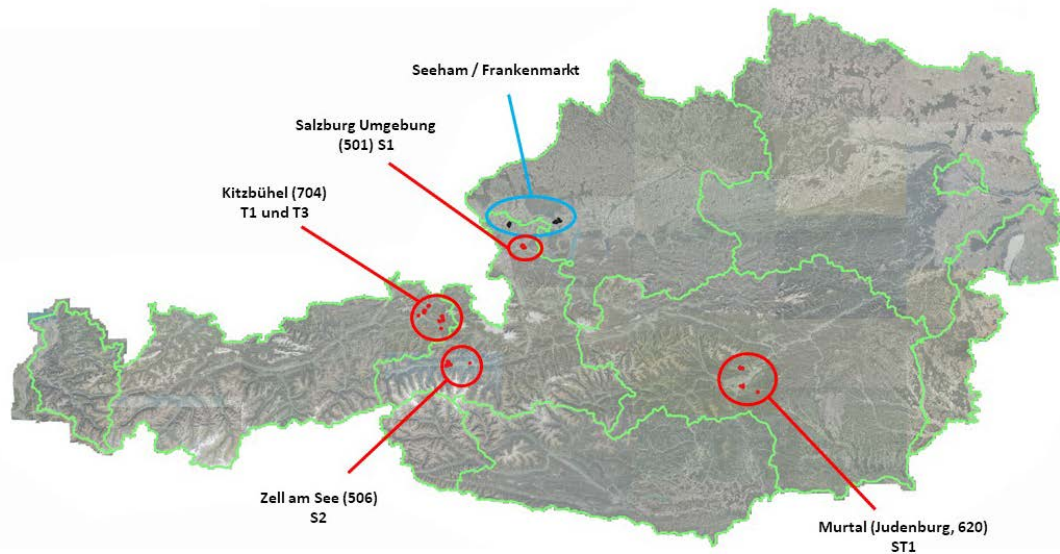 Seeham / Frankenmarkt
Salzburg Umgebung
(501) S1
Kitzbühel (704)
T1 und T3
Zell am See (506)
S2
Murtal (Judenburg, 620)
ST1